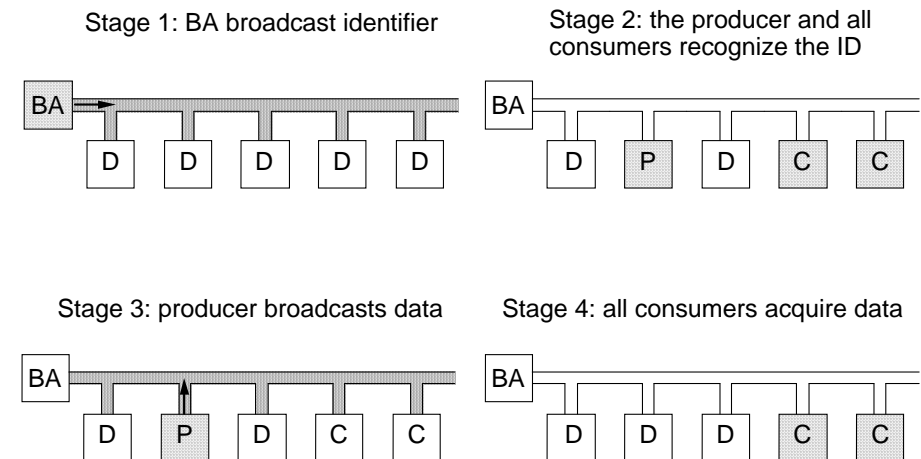 Stage 1: BA broadcast identifier
Stage 2: the producer and all
consumers recognize the ID
BA
D D D D D
BA
D P D C C
Stage 3: producer broadcasts data
Stage 4: all consumers acquire data
BA
D P D C C
BA
D D D C C